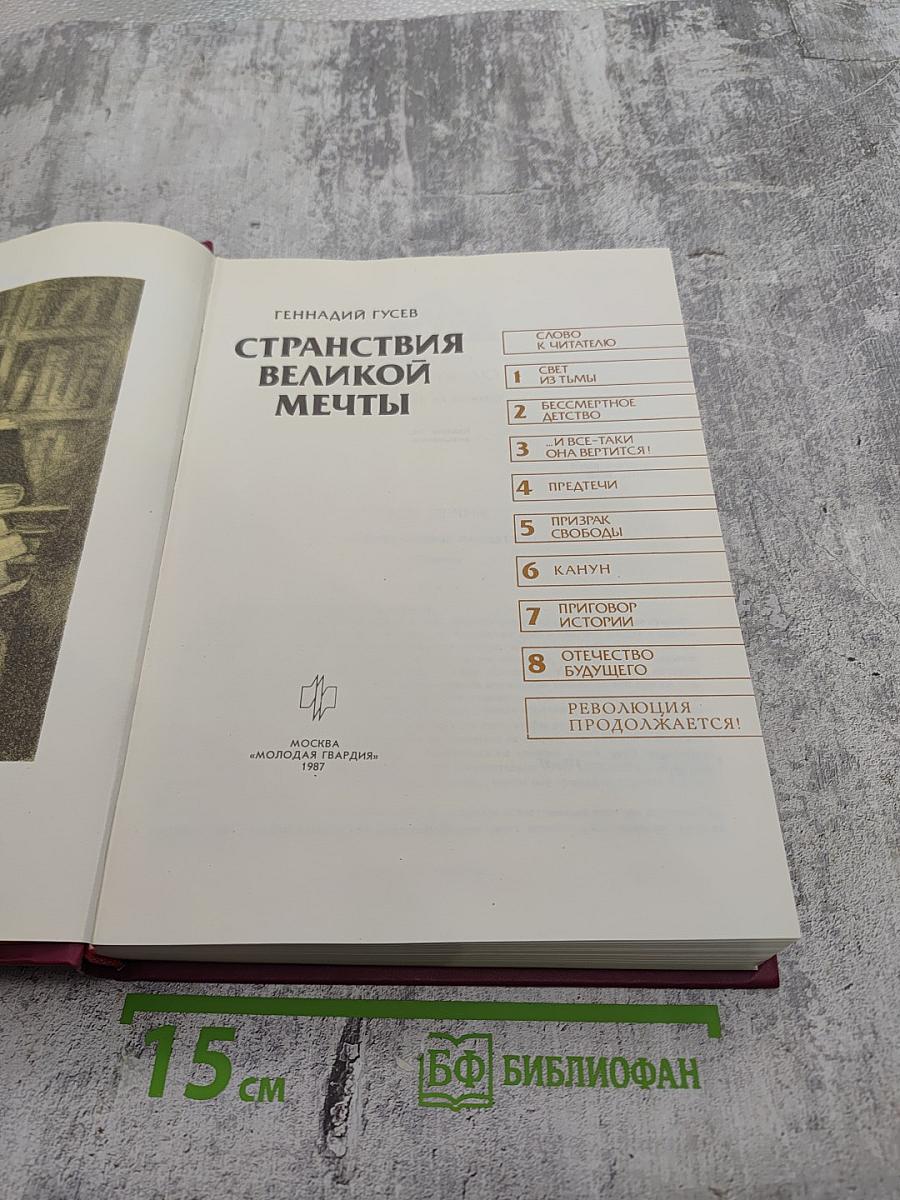 ГЕННАДИЙ ГУСЕВ
СТРАНСТВИЯ
ВЕЛИКОЙ
МЕЧТЫ
СЛОВО
К ЧИТАТЕЛЮ
1 СВЕТ
ИЗ ТЬМЫ
2 БЕССМЕРТНОЕ
ДЕТСТВО
3 ...И ВСЕ-ТАКИ
ОНА ВЕРТИТСЯ!
4 ПРЕДТЕЧИ
5 ПРИЗРАК
СВОБОДЫ
6 КАНУН
7 ПРИГОВОР
ИСТОРИИ
8 ОТЕЧЕСТВО
БУДУЩЕГО
РЕВОЛЮЦИЯ
ПРОДОЛЖАЕТСЯ!
МОСКВА
«МОЛОДАЯ ГВАРДИЯ»
1987
15 СМ
БФ БИБЛИОФАН